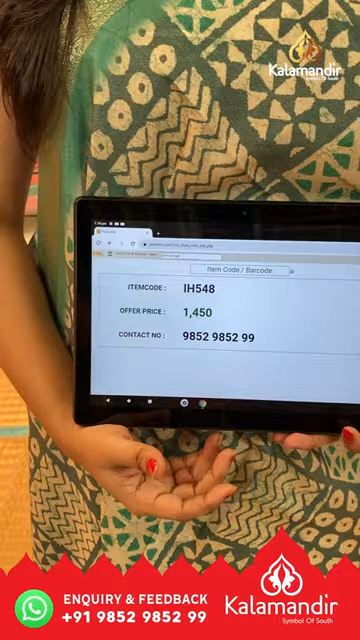 Kalamandir
Symbol Of South
Item Code / Barcode
ITEMCODE : IH548
OFFER PRICE : 1,450
CONTACT NO : 9852 9852 99
ENQUIRY & FEEDBACK
+91 9852 9852 99
Kalamandir
Symbol Of South